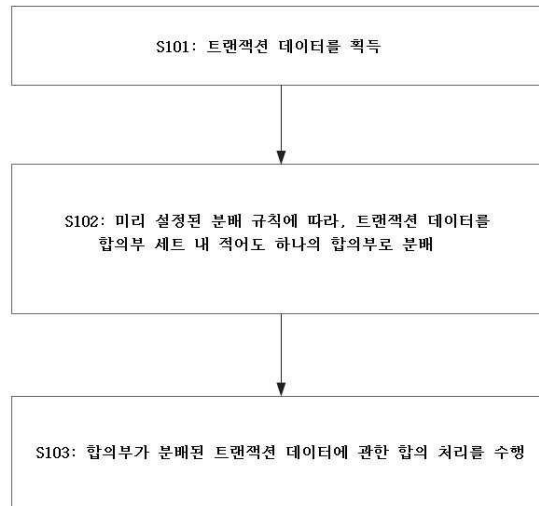 S101: 트랜잭션 데이터를 획득
S102: 미리 설정된 분배 규칙에 따라, 트랜잭션 데이터를
합의부 세트 내 적어도 하나의 합의부로 분배
S103: 합의부가 분배된 트랜잭션 데이터에 관한 합의 처리를 수행